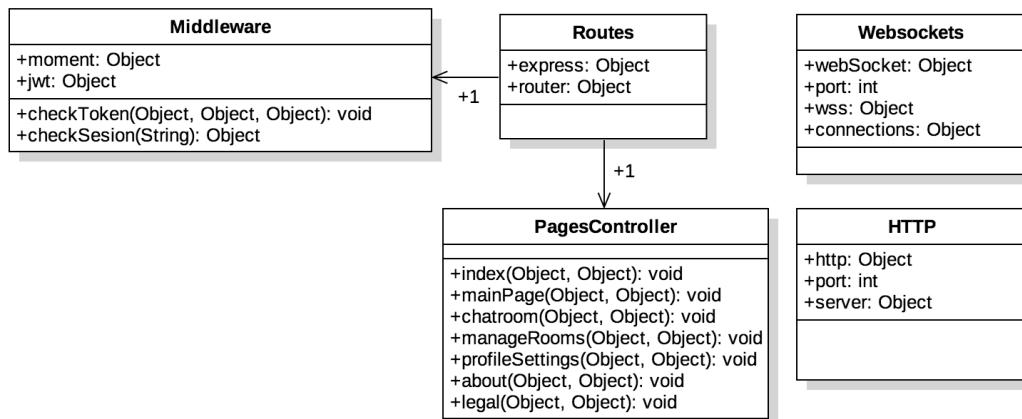 Middleware
+moment: Object
+jwt: Object
+checkToken(Object, Object, Object): void
+checkSesion(String): Object
+1
Routes
+express: Object
+router: Object
+1
Websockets
+webSocket: Object
+port: int
+wss: Object
+connections: Object
PagesController
+index(Object, Object): void
+mainPage(Object, Object): void
+chatroom(Object, Object): void
+manageRooms(Object, Object): void
+profileSettings(Object, Object): void
+about(Object, Object): void
+legal(Object, Object): void
HTTP
+http: Object
+port: int
+server: Object